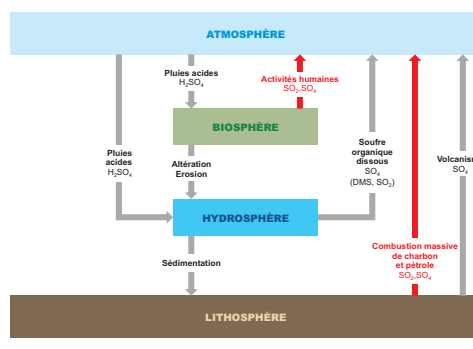 ATMOSPHÈRE
Pluies acides
H₂SO₄
Activités humaines
SO₂,SO₄
BIOSPHÈRE
Pluies
acides
H₂SO₄
Altération
Erosion
Soufre
organique
dissous
SO₄
(DMS, SO₂)
Volcanism
SO₄
HYDROSPHÈRE
Sédimentation
Combustion massive
de charbon
et pétrole
SO₂,SO₄
LITHOSPHÈRE